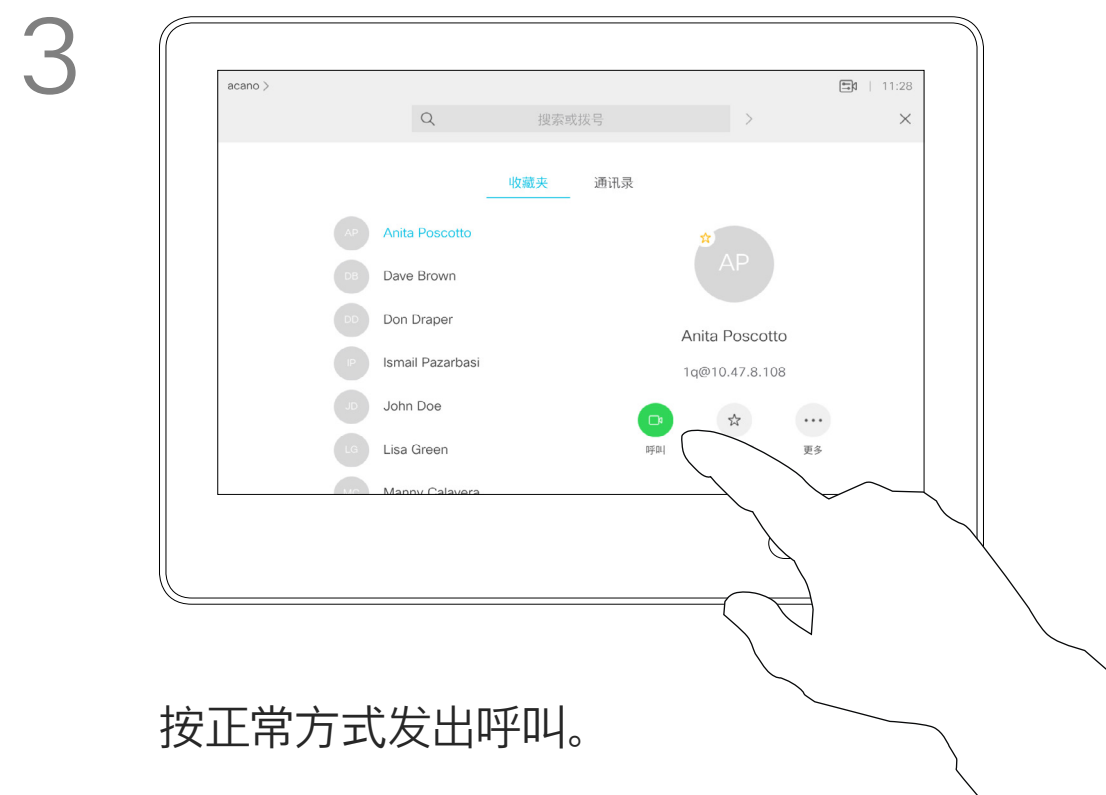 3
acano >
11:28
搜索或拨号
收藏夹 通讯录
AP Anita Poscotto
DB Dave Brown
DD Don Draper
IP Ismail Pazarbasi
JD John Doe
LG Lisa Green
MC Manny Calavera
AP
Anita Poscotto
1q@10.47.8.108
呼叫
更多
按正常方式发出呼叫。